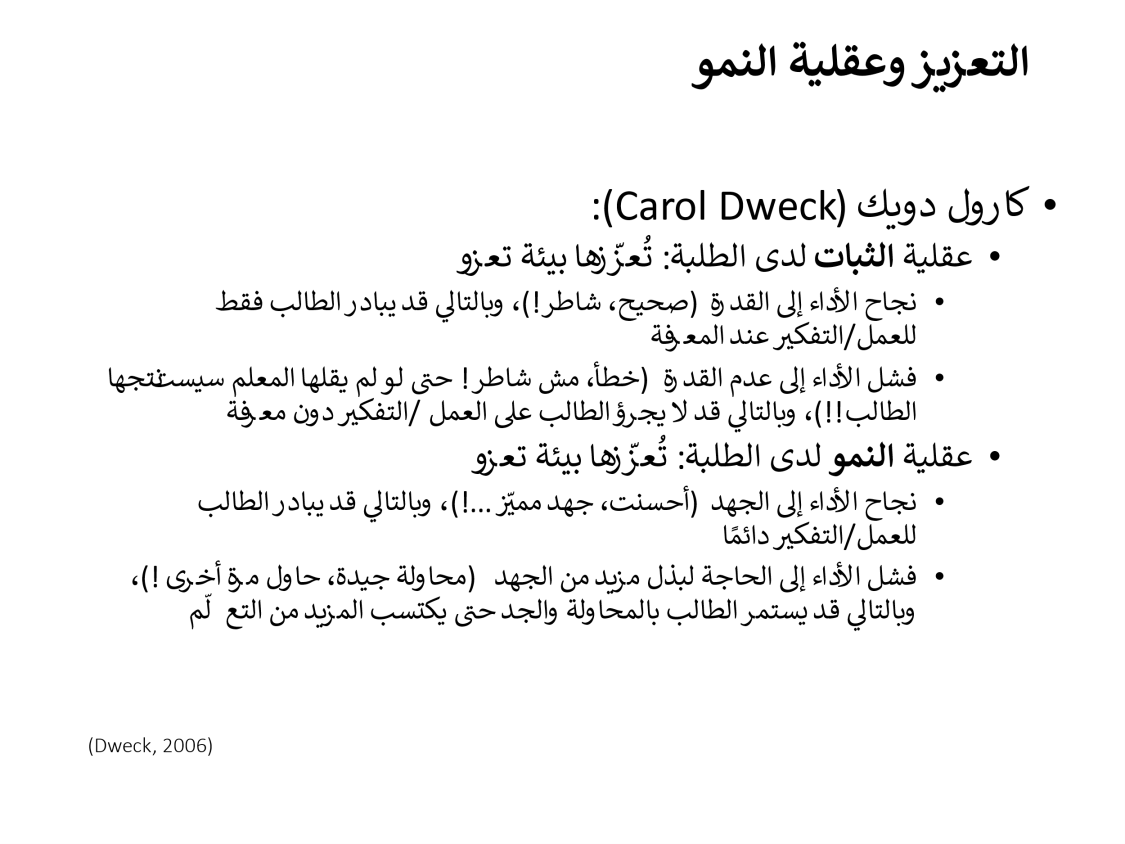 التعزيز وعقلية النمو
• كارول دويك (Carol Dweck):
• عقلية الثبات لدى الطلبة: تُعزّزها بيئة تعزو
• نجاح الأداء إلى القدرة (صحيح، شاطر!)، وبالتالي قد يبادر الطالب فقط
للعمل/التفكير عند المعرفة
• فشل الأداء إلى عدم القدرة (خطأ، مش شاطر! حتى لو لم يقلها المعلم سيستنتجها
الطالب!!)، وبالتالي قد لا يجرؤ الطالب على العمل/التفكير دون معرفة
• عقلية النمو لدى الطلبة: تُعزّزها بيئة تعزو
• نجاح الأداء إلى الجهد (أحسنت، جهد مميّز...!)، وبالتالي قد يبادر الطالب
للعمل/التفكير دائمًا
• فشل الأداء إلى الحاجة لبذل مزيد من الجهد (محاولة جيدة، حاول مرة أخرى!)،
وبالتالي قد يستمر الطالب بالمحاولة والجد حتى يكتسب المزيد من التعلّم
(Dweck, 2006)